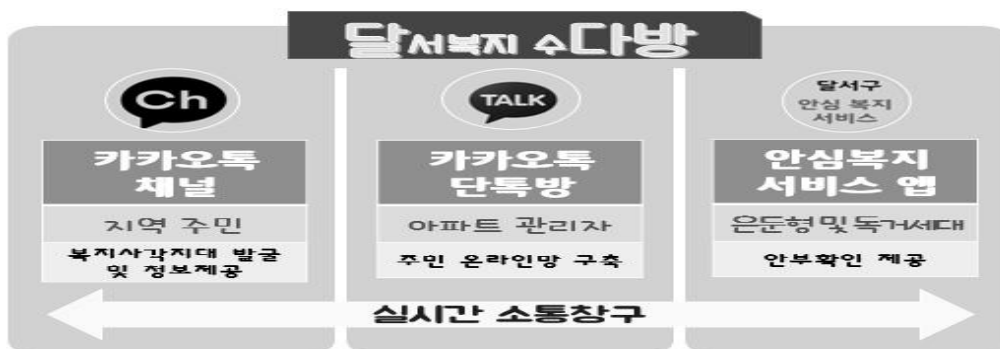 달서복지 수다방
Ch
카카오톡
채널
지역 주민
복지사각지대 발굴
및 정보제공
TALK
카카오톡
단톡방
아파트 관리자
주민 온라인망 구축
달서구
안심 복지
서비스
안심복지
서비스 앱
은둔형및독거세대
안부확인 제공
실시간 소통창구